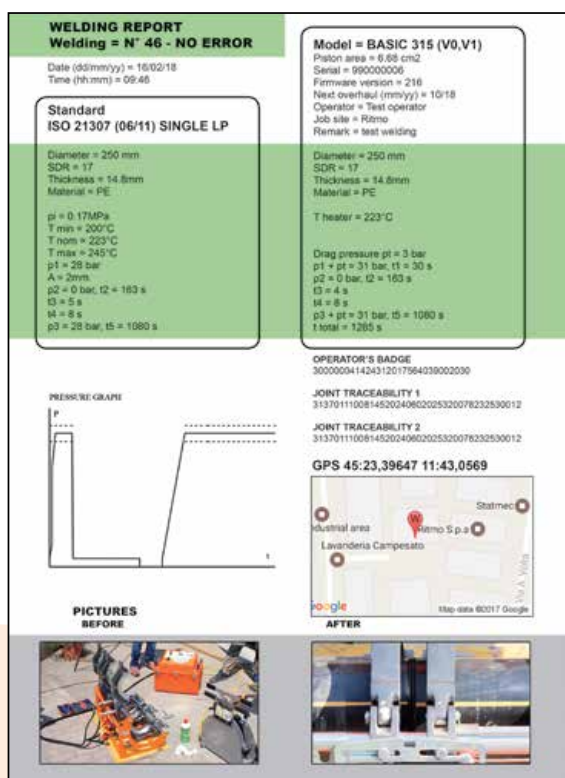 WELDING REPORT
Welding = N° 46 - NO ERROR
Date (dd/mm/yy) = 16/02/18
Time (hh:mm) = 09:46
Standard
ISO 21307 (06/11) SINGLE LP
Diameter = 250 mm
SDR = 17
Thickness = 14.8mm
Material = PE
pi = 0.17MPa
T min = 200°C
T nom = 223°C
T max = 245°C
p1 = 28 bar
A = 2mm
p2 = 0 bar, t2 = 163 s
t3 = 5 s
t4 = 8 s
p3 = 28 bar, t5 = 1080 s
Model = BASIC 315 (V0,V1)
Piston area = 6.68 cm2
Serial = 990000006
Firmware version = 216
Next overhaul (mm/yy) = 10/18
Operator = Test operator
Job site = Ritmo
Remark = test welding
Diameter = 250 mm
SDR = 17
Thickness = 14.8mm
Material = PE
T heater = 223°C
Drag pressure pt = 3 bar
p1 + pt = 31 bar, t1 = 30 s
p2 = 0 bar, t2 = 163 s
t3 = 4 s
t4 = 8 s
p3 + pt = 31 bar, t5 = 1080 s
t total = 1285 s
OPERATOR'S BADGE
300000041424312017564039002030
JOINT TRACEABILITY 1
3137011100814520240602025320078232530012
JOINT TRACEABILITY 2
3137011100814520240602025320078232530012
GPS 45:23,39647 11:43,0569
PRESSURE GRAPH
P
t
Statmec
ndustrial area
W
Ritmo S.p.a
Lavanderia Campesato
Via A. Volta
oogle
Map data ©2017 Google
PICTURES
BEFORE
AFTER